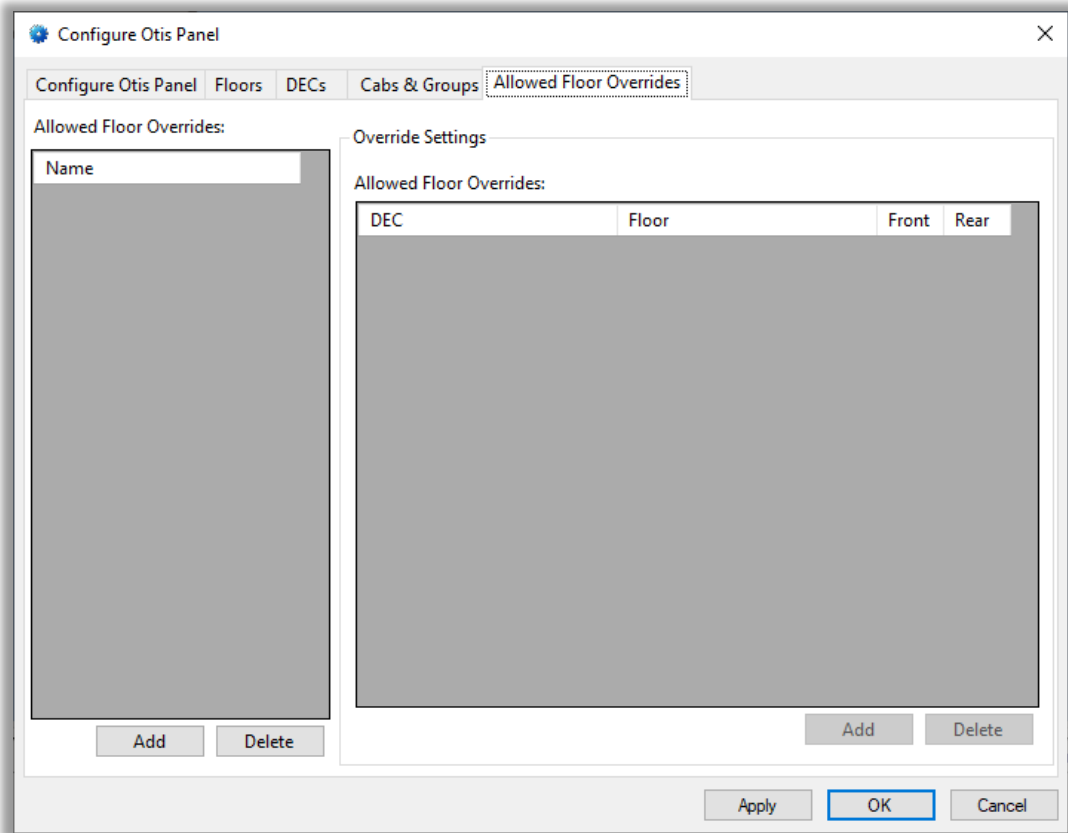 Configure Otis Panel
Configure Otis Panel Floors DECs Cabs & Groups Allowed Floor Overrides
Allowed Floor Overrides:
Name
Add Delete
Override Settings
Allowed Floor Overrides:
DEC Floor Front Rear
Add Delete
Apply OK Cancel